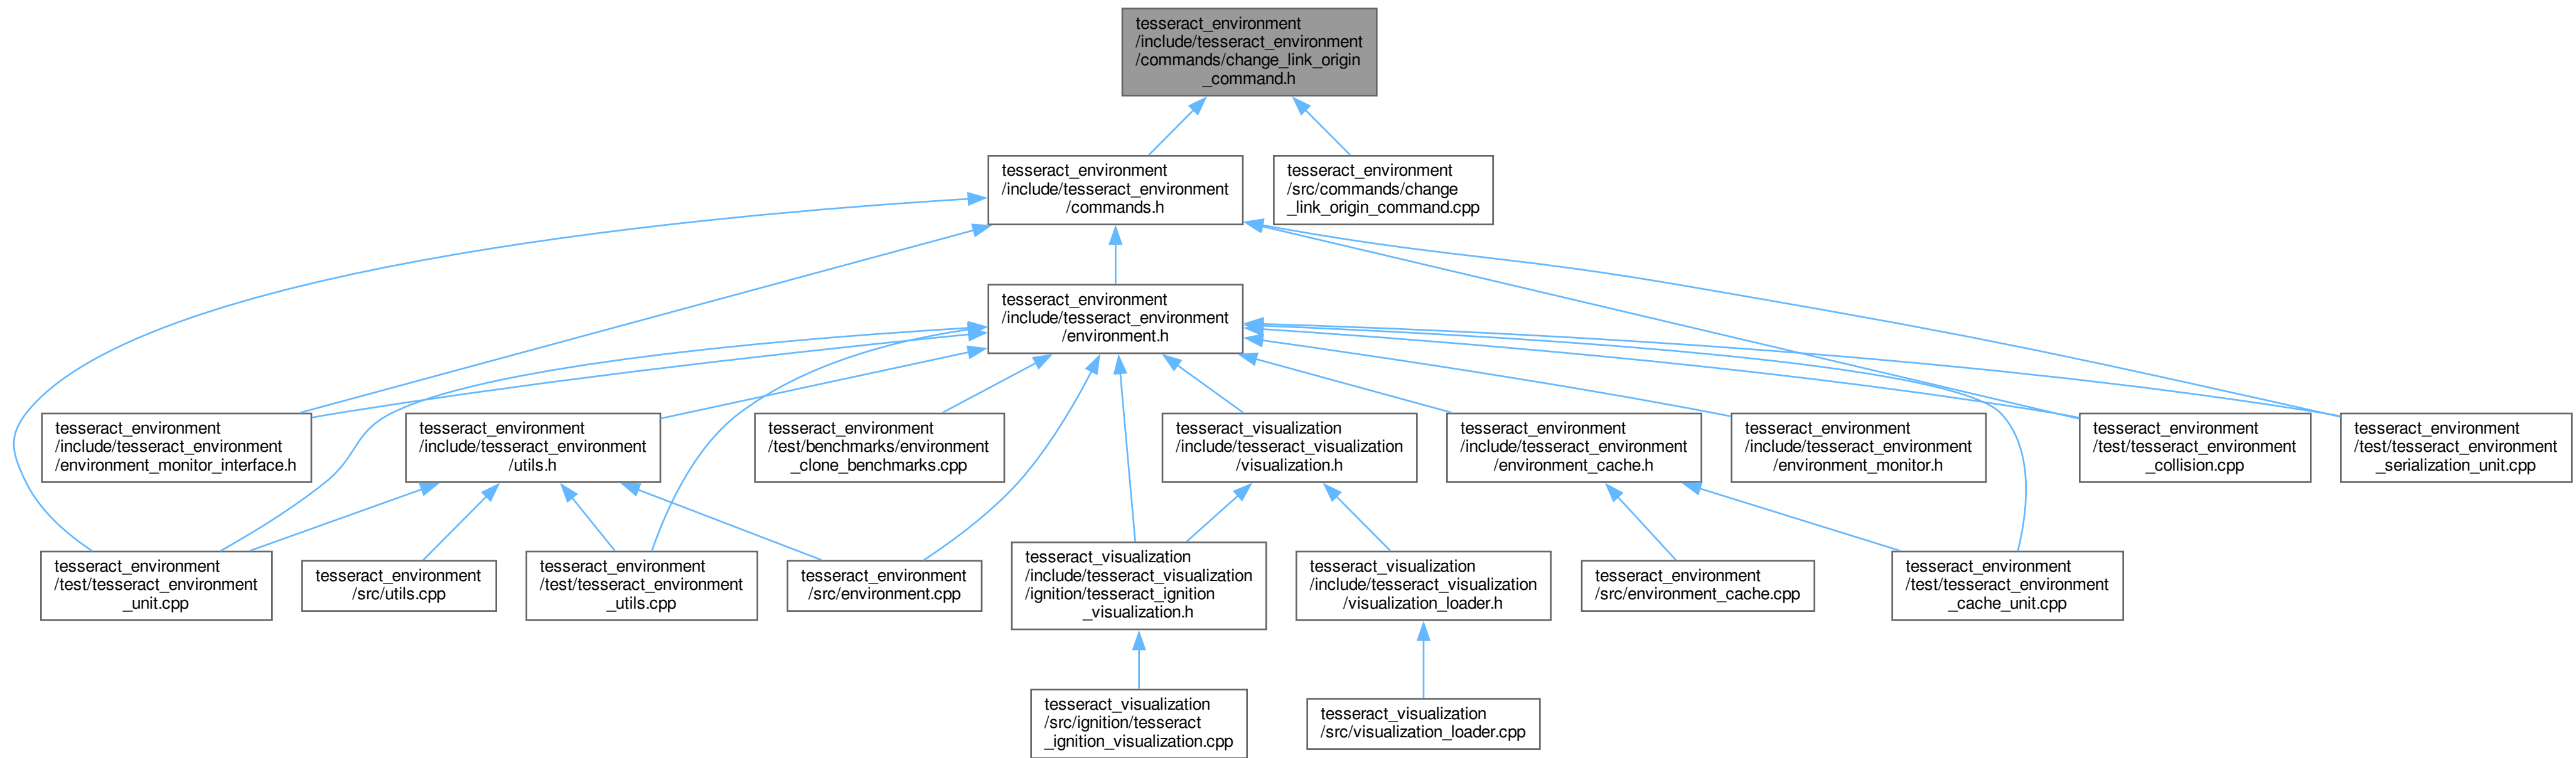 tesseract_environment
/include/tesseract_environment
/commands/change_link_origin
_command.h
tesseract_environment
/include/tesseract_environment
/commands.h
tesseract_environment
/src/commands/change
_link_origin_command.cpp
tesseract_environment
/include/tesseract_environment
/environment.h
tesseract_environment
/include/tesseract_environment
/environment_monitor_interface.h
tesseract_environment
/include/tesseract_environment
/utils.h
tesseract_environment
/test/benchmarks/environment
_clone_benchmarks.cpp
tesseract_visualization
/include/tesseract_visualization
/visualization.h
tesseract_environment
/include/tesseract_environment
/environment_cache.h
tesseract_environment
/include/tesseract_environment
/environment_monitor.h
tesseract_environment
/test/tesseract_environment
_collision.cpp
tesseract_environment
/test/tesseract_environment
_serialization_unit.cpp
tesseract_environment
/test/tesseract_environment
_unit.cpp
tesseract_environment
/src/utils.cpp
tesseract_environment
/test/tesseract_environment
_utils.cpp
tesseract_environment
/src/environment.cpp
tesseract_visualization
/include/tesseract_visualization
/ignition/tesseract_ignition
_visualization.h
tesseract_visualization
/include/tesseract_visualization
/visualization_loader.h
tesseract_environment
/src/environment_cache.cpp
tesseract_environment
/test/tesseract_environment
_cache_unit.cpp
tesseract_visualization
/src/ignition/tesseract
_ignition_visualization.cpp
tesseract_visualization
/src/visualization_loader.cpp